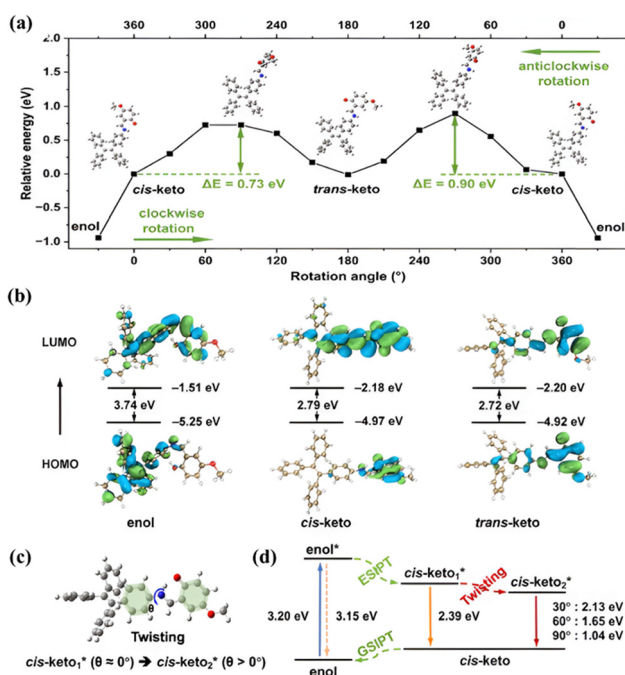 (a)
360 300 240 180 120 60 0
2.0
1.5
1.0
0.5
0.0
−0.5
−1.0
Relative energy (eV)
anticlockwise
rotation
cis-keto
ΔE = 0.73 eV
trans-keto
ΔE = 0.90 eV
cis-keto
enol
clockwise
rotation
enol
0 60 120 180 240 300 360
Rotation angle (°)
(b)
LUMO
−1.51 eV −2.18 eV −2.20 eV
3.74 eV 2.79 eV 2.72 eV
−5.25 eV −4.97 eV −4.92 eV
HOMO
enol cis-keto trans-keto
(c)
θ
Twisting
cis-keto₁* (θ ≈ 0°) ➔ cis-keto₂* (θ > 0°)
(d)
enol*
ESIPT
cis-keto₁*
Twisting
cis-keto₂*
3.20 eV 3.15 eV 2.39 eV
30° : 2.13 eV
60° : 1.65 eV
90° : 1.04 eV
GSIPT
cis-keto
enol